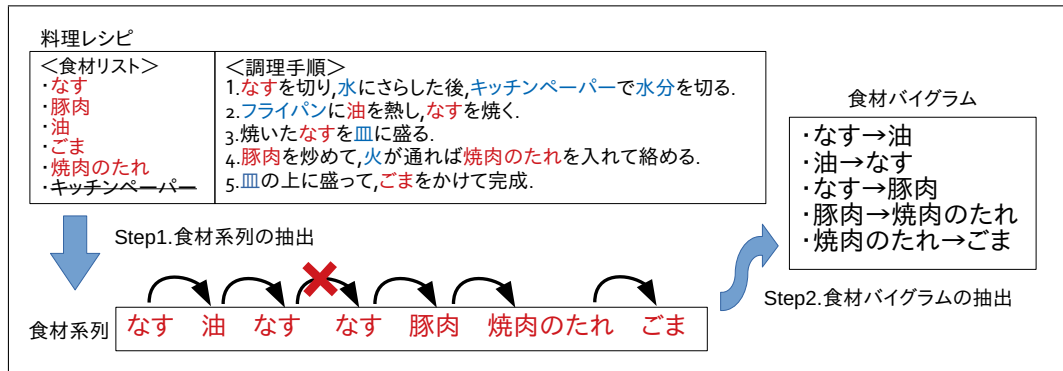 料理レシピ
＜食材リスト＞
・なす
・豚肉
・油
・ごま
・焼肉のたれ
・キッチンペーパー
＜調理手順＞
1.なすを切り,水にさらした後,キッチンペーパーで水分を切る.
2.フライパンに油を熱し,なすを焼く.
3.焼いたなすを皿に盛る.
4.豚肉を炒めて,火が通れば焼肉のたれを入れて絡める.
5.皿の上に盛って,ごまをかけて完成.
Step1.食材系列の抽出
食材系列
なす 油 なす なす 豚肉 焼肉のたれ ごま
Step2.食材バイグラムの抽出
食材バイグラム
・なす→油
・油→なす
・なす→豚肉
・豚肉→焼肉のたれ
・焼肉のたれ→ごま